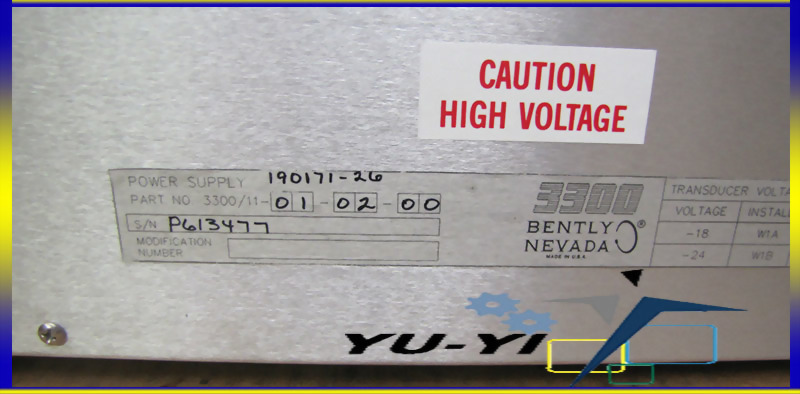 CAUTION
HIGH VOLTAGE
POWER SUPPLY 190171-26
PART NO 3300/11-01-02-00
S/N P613477
MODIFICATION
NUMBER
3300
BENTLY
NEVADA®
MADE IN U.S.A.
TRANSDUCER VOLTA
VOLTAGE INSTAL
-18 W1A
-24 W1B
YU-YI